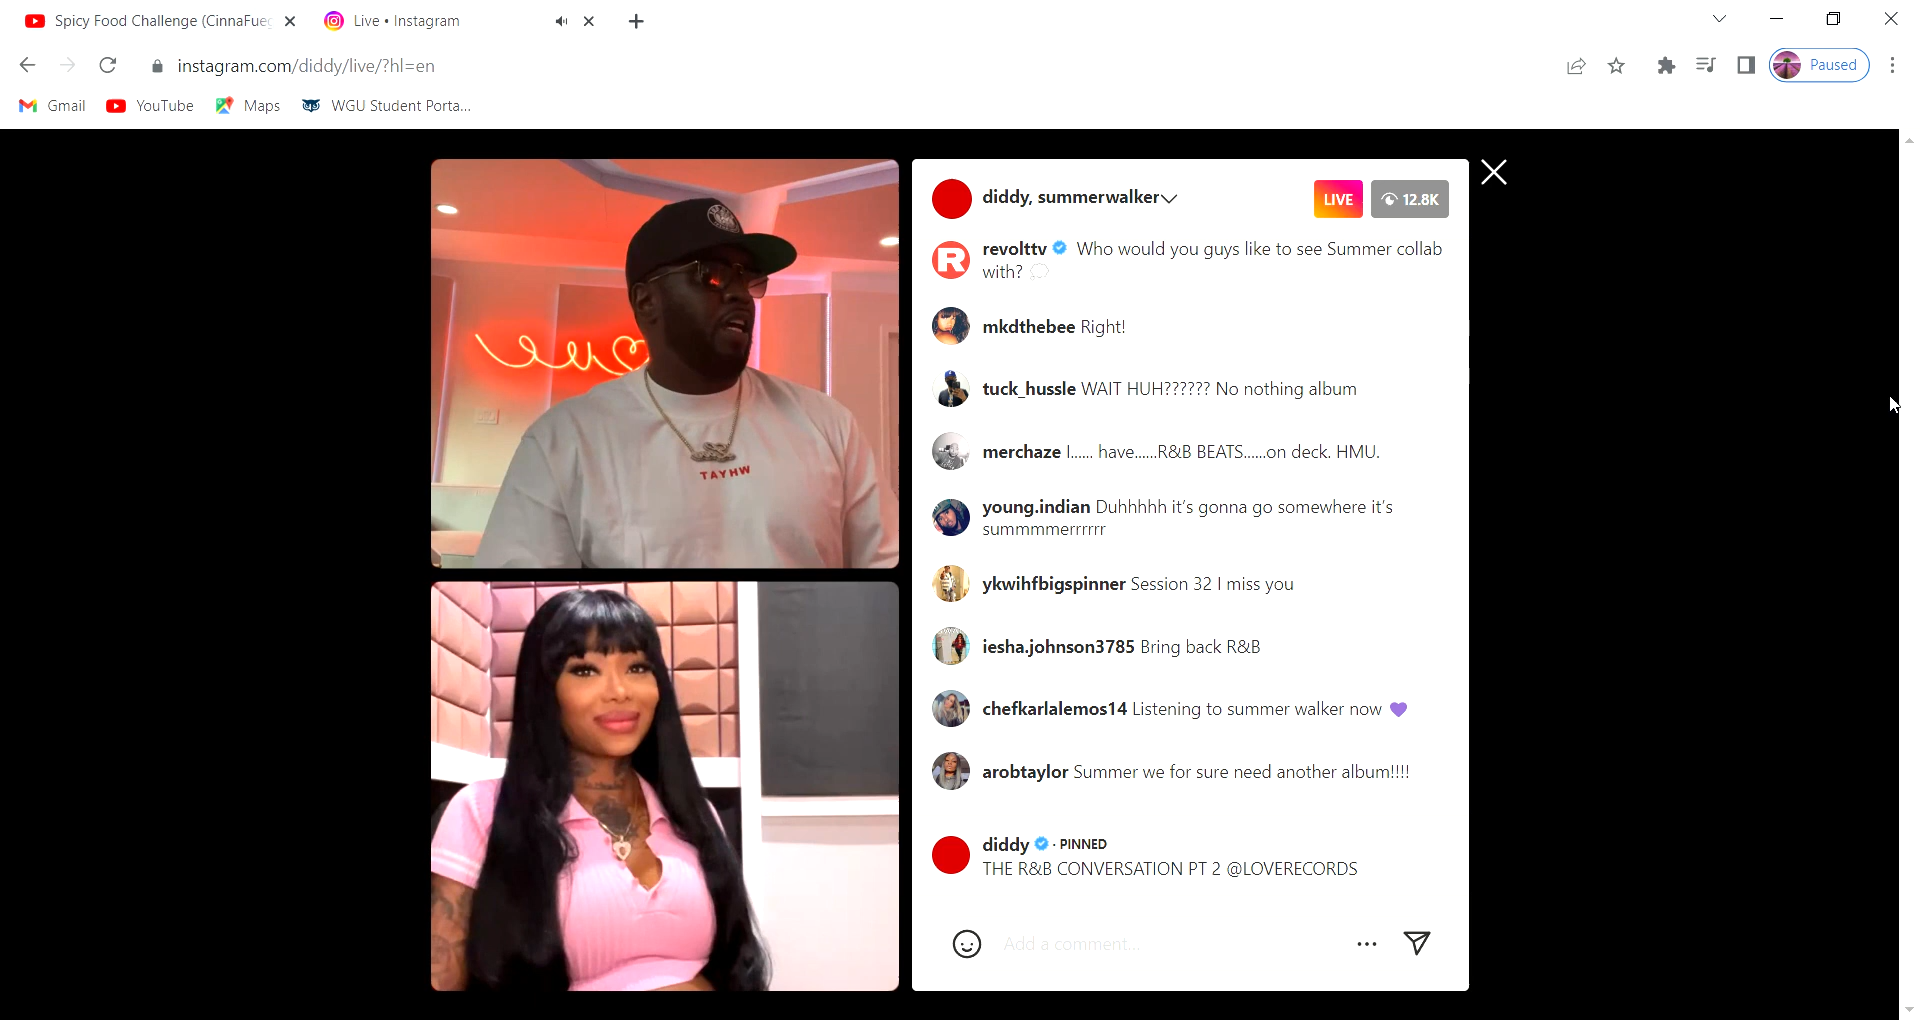 Spicy Food Challenge (CinnaFueg
Live • Instagram
instagram.com/diddy/live/?hl=en
Paused
Gmail
YouTube
Maps
WGU Student Porta...
diddy, summerwalker
LIVE
12.8K
R
revolttv Who would you guys like to see Summer collab
with?
mkdthebee Right!
TAYHW
tuck_hussle WAIT HUH?????? No nothing album
merchaze I...... have......R&B BEATS......on deck. HMU.
young.indian Duhhhhh it's gonna go somewhere it's
summmmerrrrrr
ykwihfbigspinner Session 32 I miss you
iesha.johnson3785 Bring back R&B
chefkarlalemos14 Listening to summer walker now 💜
arobtaylor Summer we for sure need another album!!!!
diddy · PINNED
THE R&B CONVERSATION PT 2 @LOVERECORDS
Add a comment...